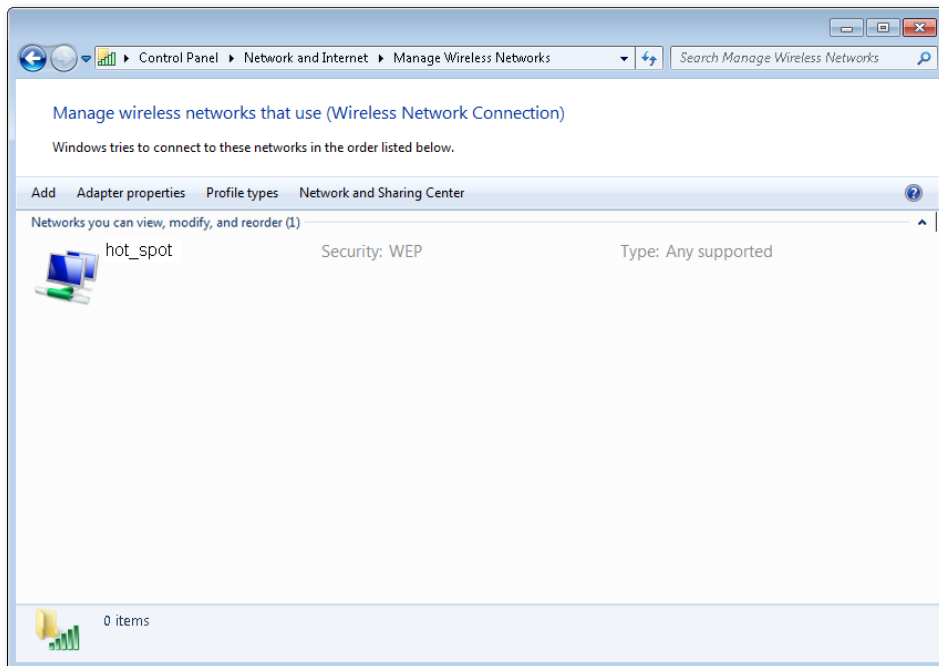 Control Panel Network and Internet Manage Wireless Networks Search Manage Wireless Networks
Manage wireless networks that use (Wireless Network Connection)
Windows tries to connect to these networks in the order listed below.
Add Adapter properties Profile types Network and Sharing Center
Networks you can view, modify, and reorder (1)
hot_spot Security: WEP Type: Any supported
0 items